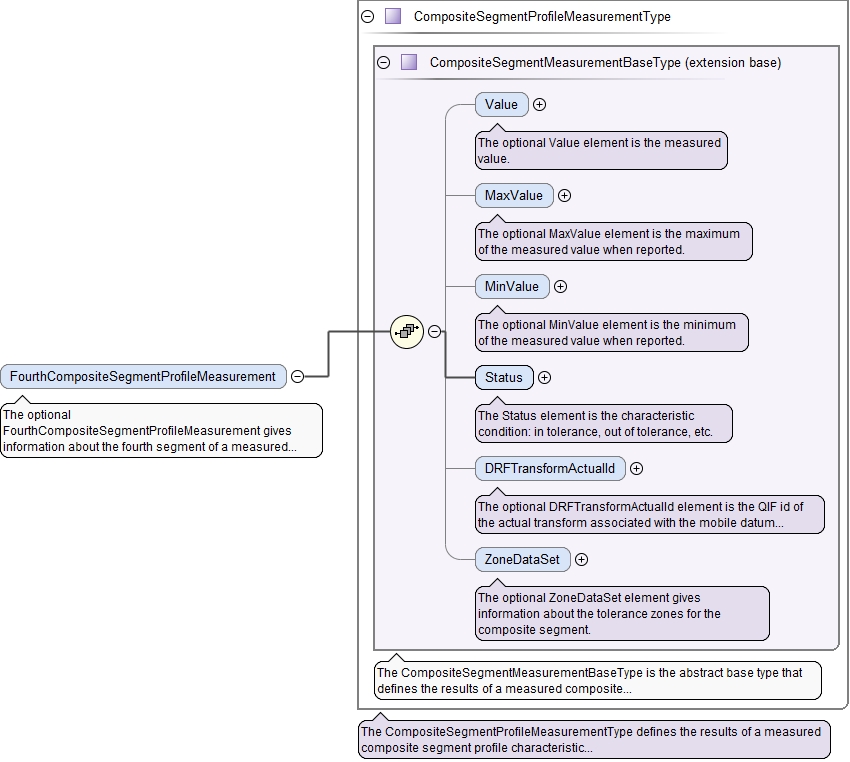 CompositeSegmentProfileMeasurementType
CompositeSegmentMeasurementBaseType (extension base)
Value
The optional Value element is the measured
value.
MaxValue
The optional MaxValue element is the maximum
of the measured value when reported.
MinValue
The optional MinValue element is the minimum
of the measured value when reported.
FourthCompositeSegmentProfileMeasurement
The optional
FourthCompositeSegmentProfileMeasurement gives
information about the fourth segment of a measured...
Status
The Status element is the characteristic
condition: in tolerance, out of tolerance, etc.
DRFTransformActualId
The optional DRFTransformActualId element is the QIF id of
the actual transform associated with the mobile datum...
ZoneDataSet
The optional ZoneDataSet element gives
information about the tolerance zones for the
composite segment.
The CompositeSegmentMeasurementBaseType is the abstract base type that
defines the results of a measured composite...
The CompositeSegmentProfileMeasurementType defines the results of a measured
composite segment profile characteristic...